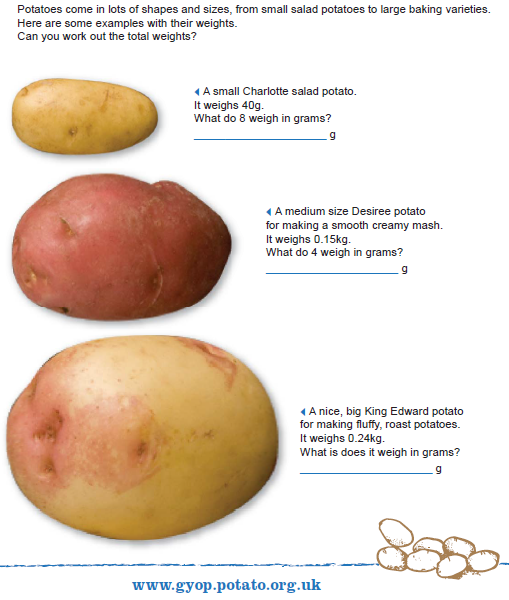 Potatoes come in lots of shapes and sizes, from small salad potatoes to large baking varieties.
Here are some examples with their weights.
Can you work out the total weights?
A small Charlotte salad potato.
It weighs 40g.
What do 8 weigh in grams?
____________________ g
A medium size Desiree potato
for making a smooth creamy mash.
It weighs 0.15kg.
What do 4 weigh in grams?
____________________ g
A nice, big King Edward potato
for making fluffy, roast potatoes.
It weighs 0.24kg.
What is does it weigh in grams?
____________________ g
www.gyop.potato.org.uk